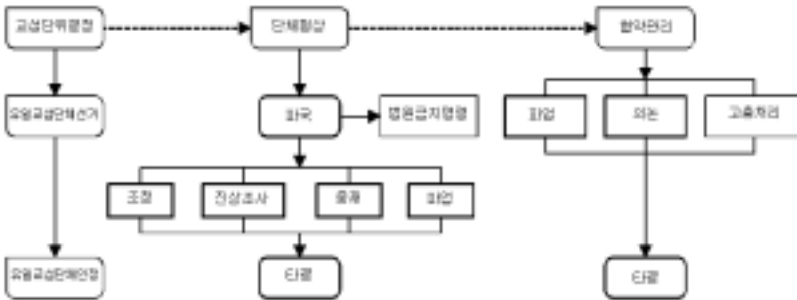 교섭단위결정
단체협상
협약관리
유일교섭단체선거
파국
법원금지명령
파업
의논
고충처리
조정
진상조사
중재
파업
유일교섭단체인정
타결
타결